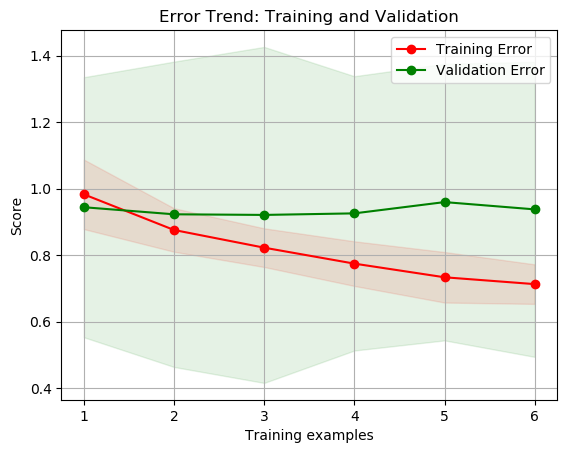 Error Trend: Training and Validation
Training Error
Validation Error
Score
1.4
1.2
1.0
0.8
0.6
0.4
1 2 3 4 5 6
Training examples